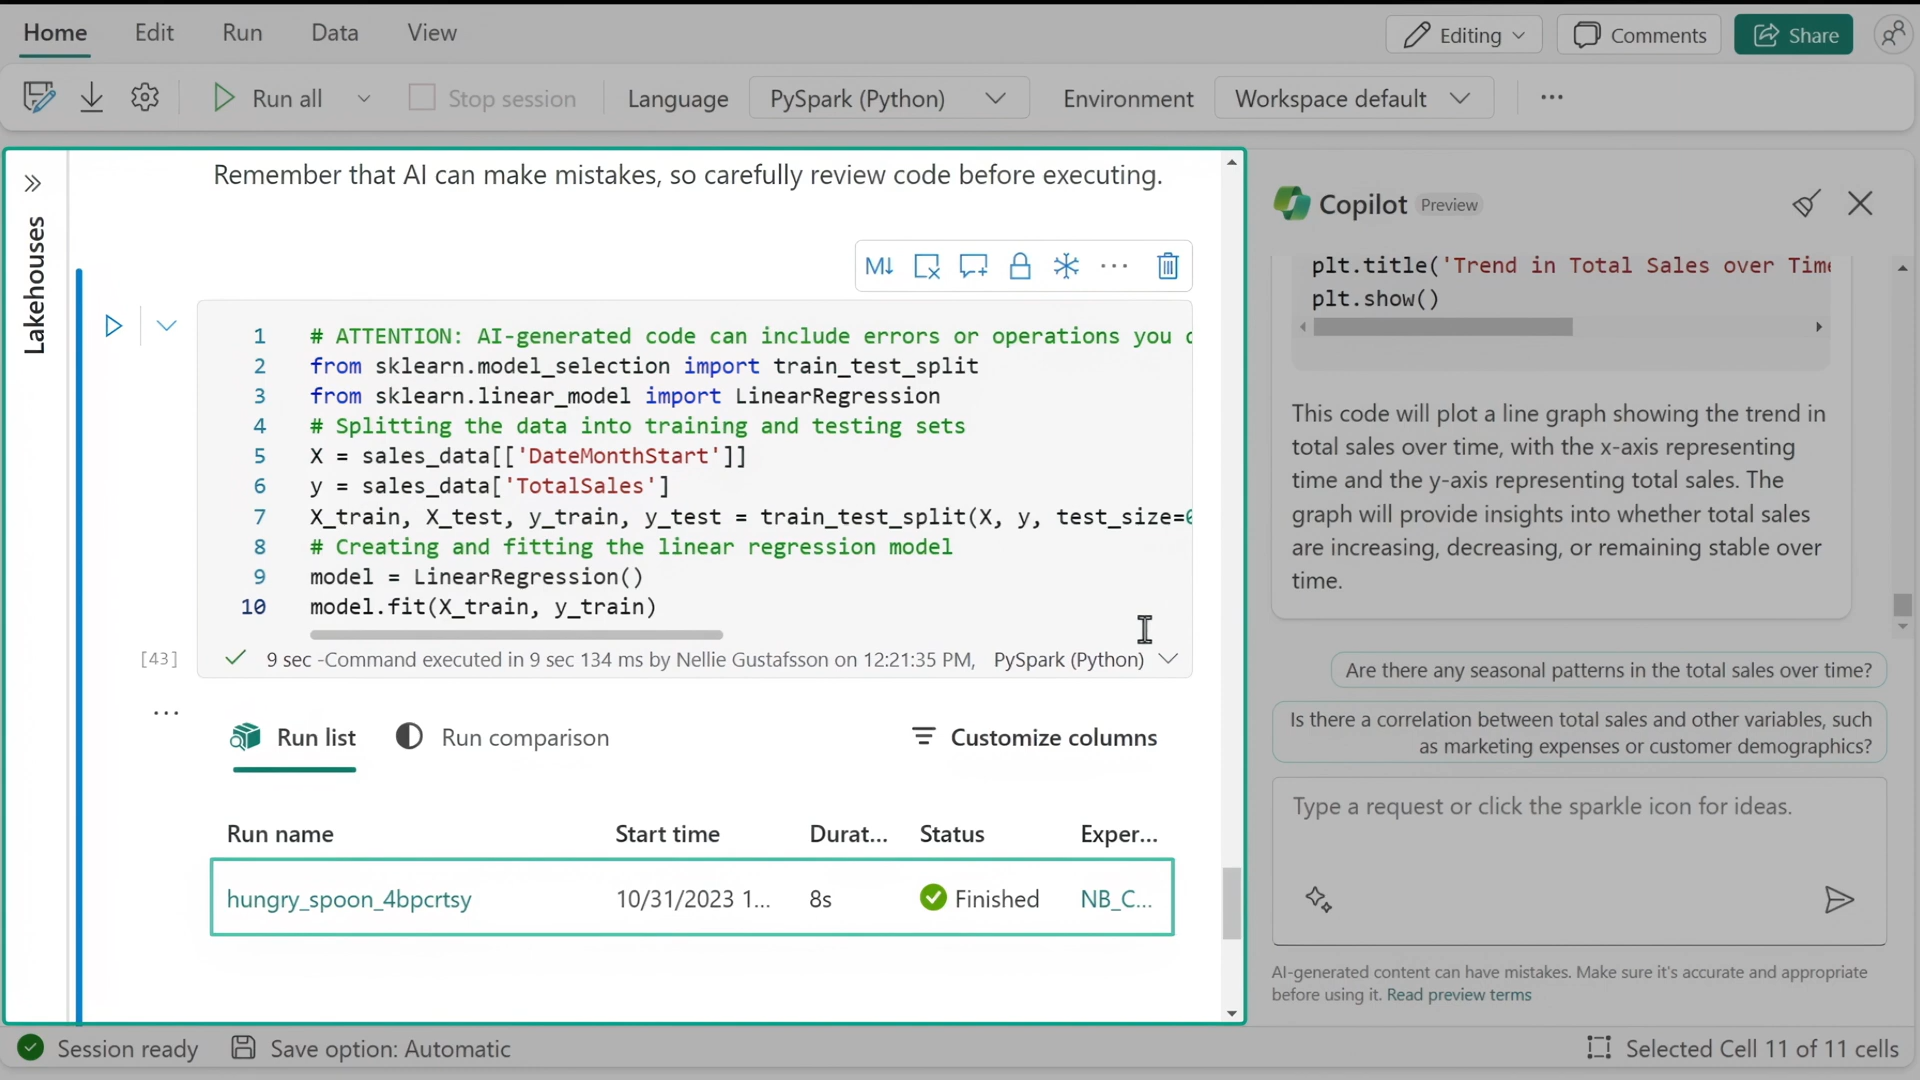 Home Edit Run Data View
Editing Comments Share
Run all Stop session Language PySpark (Python) Environment Workspace default ...
Lakehouses
Remember that AI can make mistakes, so carefully review code before executing.
M↓ ...
1 # ATTENTION: AI-generated code can include errors or operations you
2 from sklearn.model_selection import train_test_split
3 from sklearn.linear_model import LinearRegression
4 # Splitting the data into training and testing sets
5 X = sales_data[['DateMonthStart']]
6 y = sales_data['TotalSales']
7 X_train, X_test, y_train, y_test = train_test_split(X, y, test_size=
8 # Creating and fitting the linear regression model
9 model = LinearRegression()
10 model.fit(X_train, y_train)
[43] 9 sec -Command executed in 9 sec 134 ms by Nellie Gustafsson on 12:21:35 PM, PySpark (Python)
...
Run list Run comparison Customize columns
Run name Start time Durat... Status Exper...
hungry_spoon_4bpcrtsy 10/31/2023 1... 8s Finished NB_C...
Copilot Preview
plt.title('Trend in Total Sales over Time
plt.show()
This code will plot a line graph showing the trend in
total sales over time, with the x-axis representing
time and the y-axis representing total sales. The
graph will provide insights into whether total sales
are increasing, decreasing, or remaining stable over
time.
Are there any seasonal patterns in the total sales over time?
Is there a correlation between total sales and other variables, such
as marketing expenses or customer demographics?
Type a request or click the sparkle icon for ideas.
AI-generated content can have mistakes. Make sure it's accurate and appropriate
before using it. Read preview terms
Session ready Save option: Automatic Selected Cell 11 of 11 cells